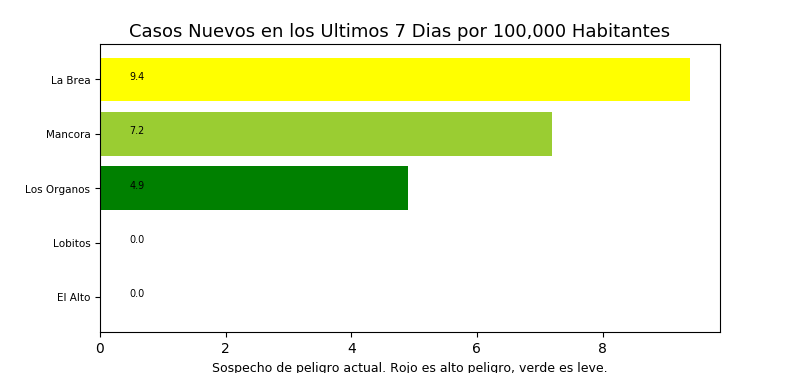 Casos Nuevos en los Ultimos 7 Dias por 100,000 Habitantes
La Brea 9.4
Mancora 7.2
Los Organos 4.9
Lobitos 0.0
El Alto 0.0
0 2 4 6 8
Sospecho de peligro actual. Rojo es alto peligro, verde es leve.